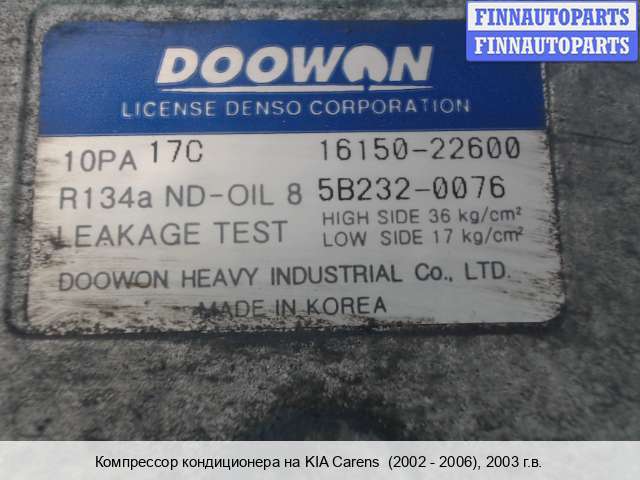 FINNAUTOPARTS
FINNAUTOPARTS
DOOWON
LICENSE DENSO CORPORATION
10PA 17C 16150-22600
R134a ND-OIL 8 5B232-0076
LEAKAGE TEST HIGH SIDE 36 kg/cm²
LOW SIDE 17 kg/cm²
DOOWON HEAVY INDUSTRIAL Co., LTD.
MADE IN KOREA
Компрессор кондиционера на KIA Carens (2002 - 2006), 2003 г.в.